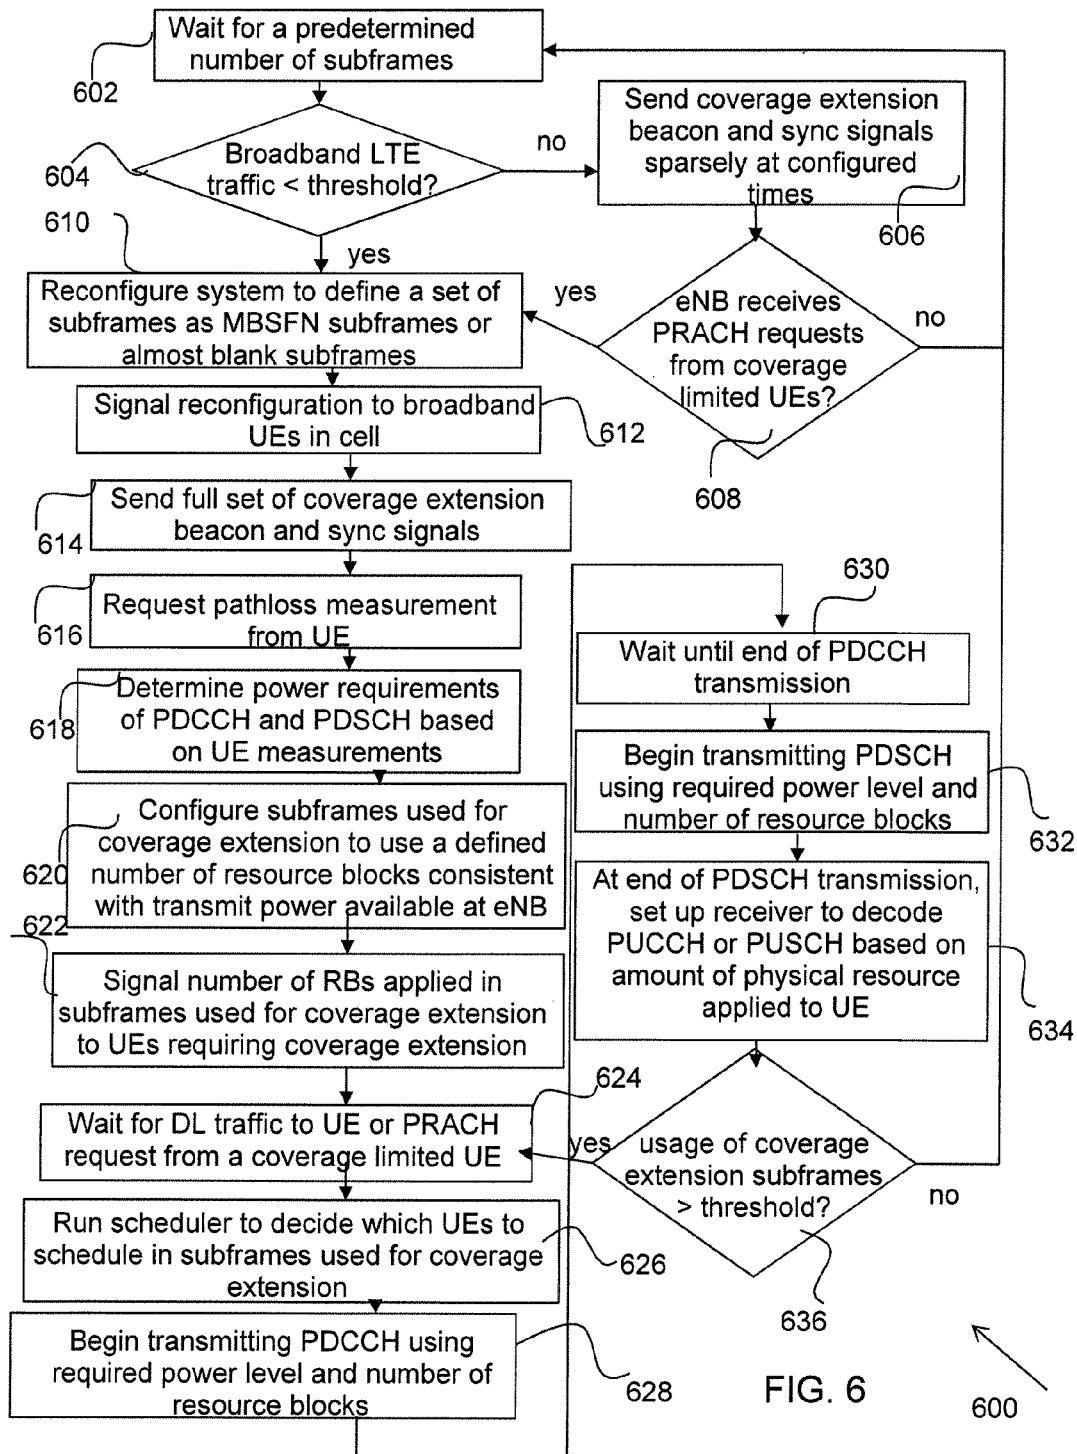 Wait for a predetermined
number of subframes
602
Broadband LTE
traffic < threshold?
604
no
yes
Send coverage extension
beacon and sync signals
sparsely at configured
times
606
eNB receives
PRACH requests
from coverage
limited UEs?
608
yes
no
610
Reconfigure system to define a set of
subframes as MBSFN subframes or
almost blank subframes
Signal reconfiguration to broadband
UEs in cell
612
Send full set of coverage extension
beacon and sync signals
614
Request pathloss measurement
from UE
616
Determine power requirements
of PDCCH and PDSCH based
on UE measurements
618
Configure subframes used for
coverage extension to use a defined
number of resource blocks consistent
with transmit power available at eNB
620
622
Signal number of RBs applied in
subframes used for coverage extension
to UEs requiring coverage extension
624
Wait for DL traffic to UE or PRACH
request from a coverage limited UE
Run scheduler to decide which UEs to
schedule in subframes used for coverage
extension
626
Begin transmitting PDCCH using
required power level and number of
resource blocks
628
630
Wait until end of PDCCH
transmission
Begin transmitting PDSCH
using required power level and
number of resource blocks
632
At end of PDSCH transmission,
set up receiver to decode
PUCCH or PUSCH based on
amount of physical resource
applied to UE
634
usage of coverage
extension subframes
> threshold?
yes
no
636
FIG. 6
600